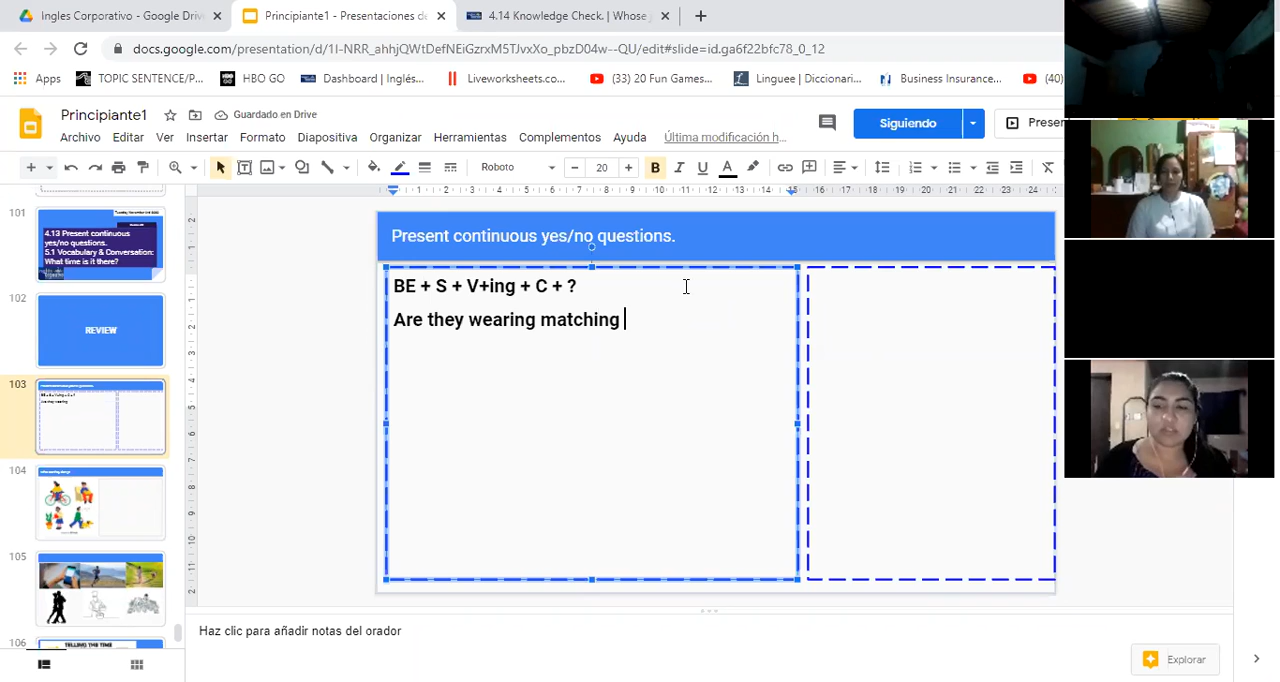 Ingles Corporativo - Google Driv
Principiante1 - Presentaciones de
4.14 Knowledge Check. | Whose j
docs.google.com/presentation/d/1I-NRR_ahhjQWtDefNEiGzrxM5TJvxXo_pbzD04w--QU/edit#slide=id.ga6f22bfc78_0_12
Apps
TOPIC SENTENCE/P...
HBO GO
Dashboard | Inglés...
Liveworksheets.co...
(33) 20 Fun Games...
Linguee | Diccionari...
Business Insurance...
(40)
Principiante1
Guardado en Drive
Archivo Editar Ver Insertar Formato Diapositiva Organizar Herramientas Complementos Ayuda Última modificación h...
Siguiendo
Presen
Roboto
20
101
4.13 Present continuous
yes/no questions.
5.1 Vocabulary & Conversation:
What time is it there?
102
REVIEW
103
104
105
106
TELLING THE TIME
Present continuous yes/no questions.
BE + S + V+ing + C + ?
Are they wearing matching
Haz clic para añadir notas del orador
Explorar